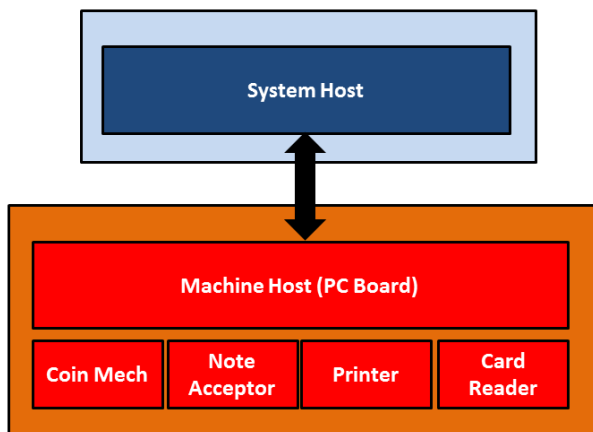 System Host
Machine Host (PC Board)
Coin Mech
Note
Acceptor
Printer
Card
Reader